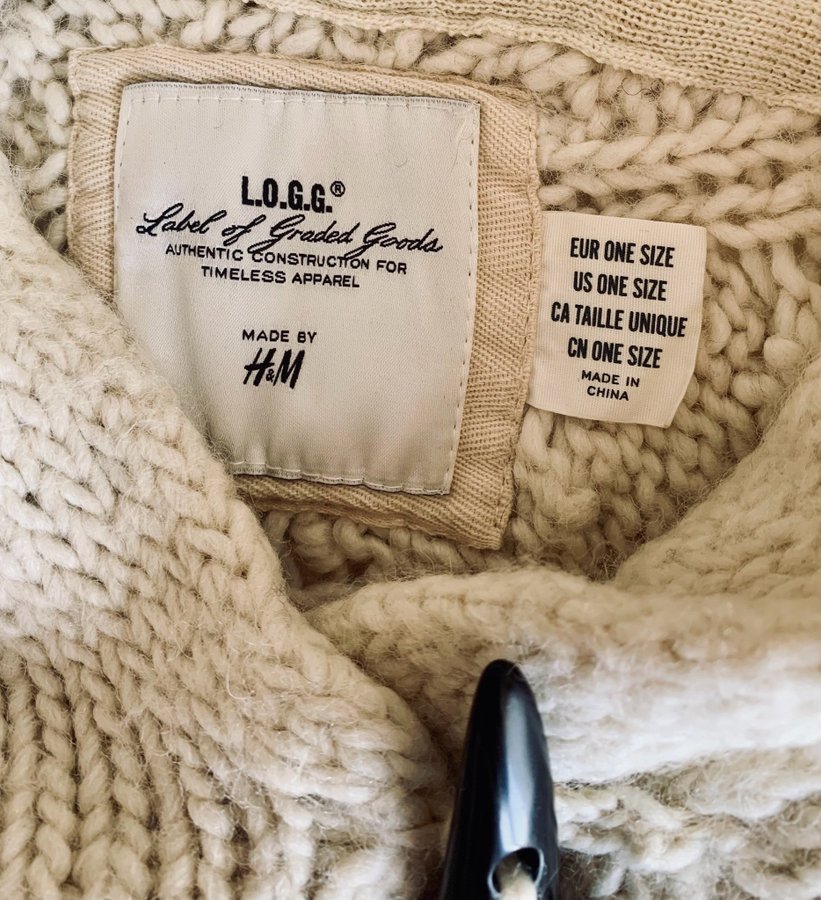 L.O.G.G.®
Label of Graded Goods
AUTHENTIC CONSTRUCTION FOR
TIMELESS APPAREL
MADE BY
H&M
EUR ONE SIZE
US ONE SIZE
CA TAILLE UNIQUE
CN ONE SIZE
MADE IN
CHINA